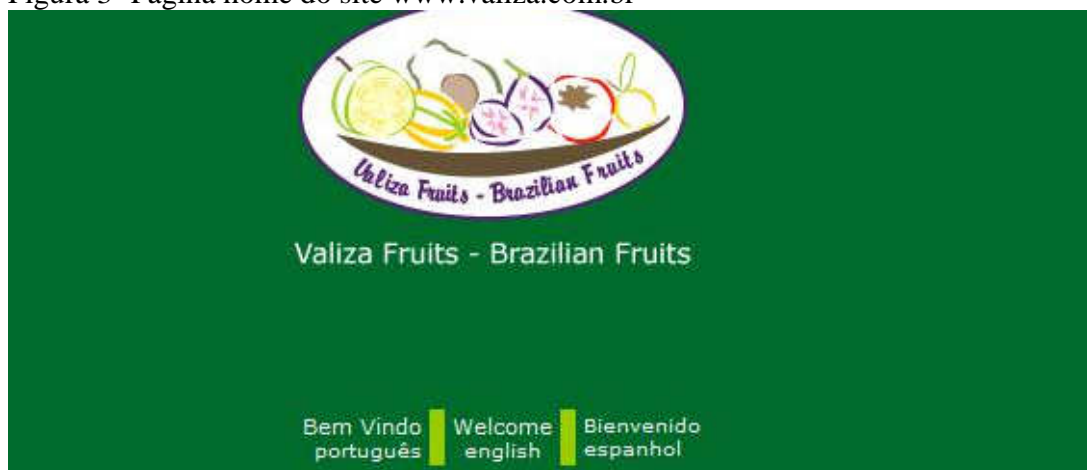 Figura 3- Página home do site www.valiza.com.br
Valiza Fruits - Brazilian Fruits
Valiza Fruits - Brazilian Fruits
Bem Vindo
português
Welcome
english
Bienvenido
espanhol